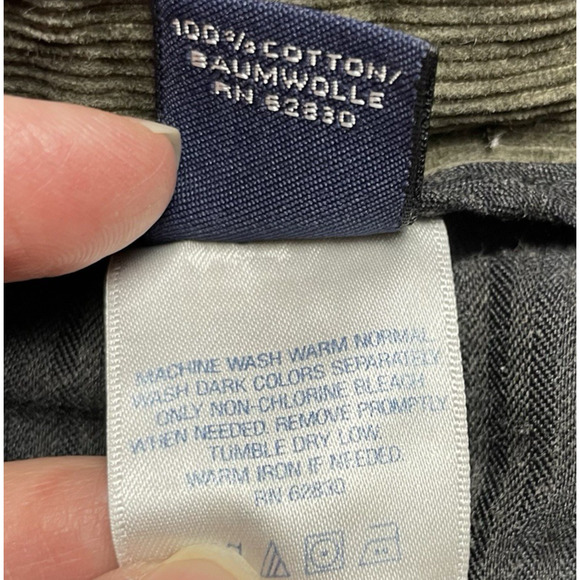 100% COTTON/
BAUMWOLLE
RN 62830
MACHINE WASH WARM NORMAL
WASH DARK COLORS SEPARATELY
ONLY NON-CHLORINE BLEACH
WHEN NEEDED. REMOVE PROMPTLY
TUMBLE DRY LOW.
WARM IRON IF NEEDED.
RN 62830